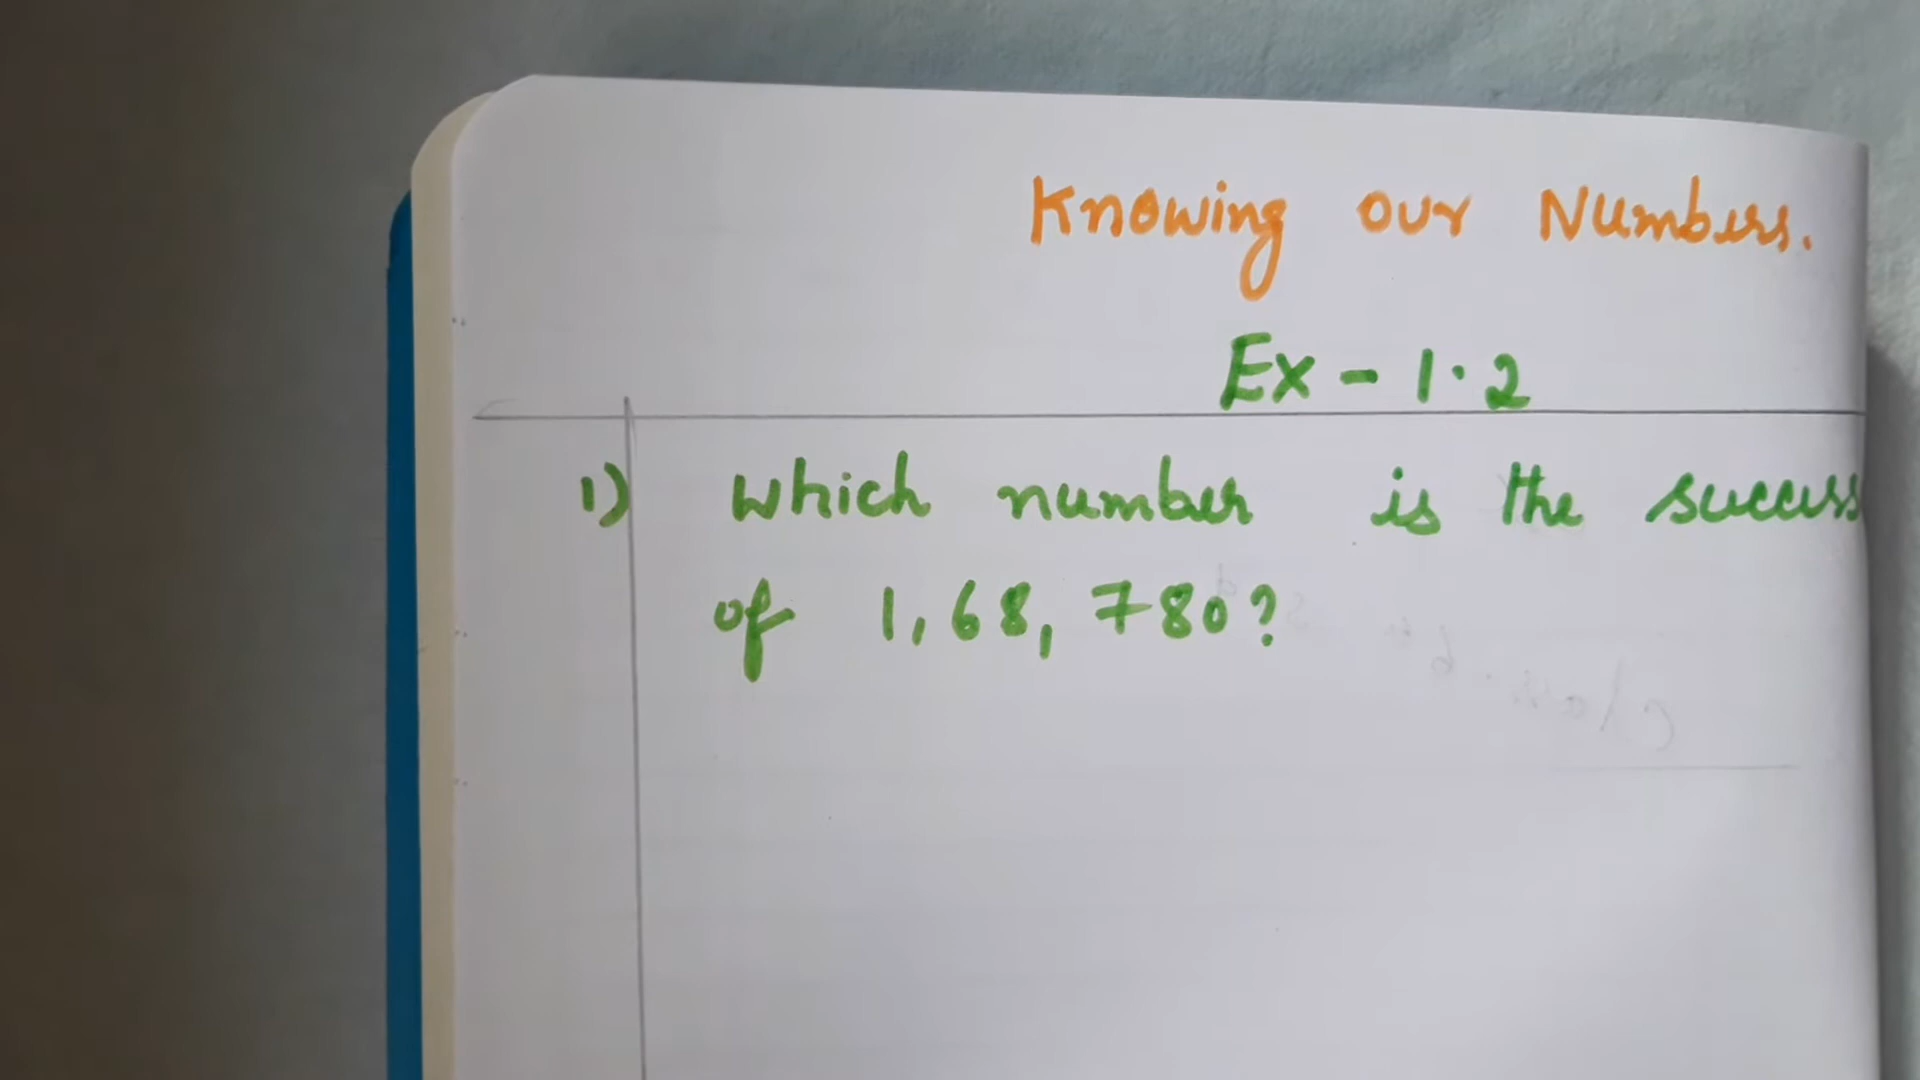 Knowing our Numbers.
Ex - 1.2
1) which number is the success
of 1,68,780?